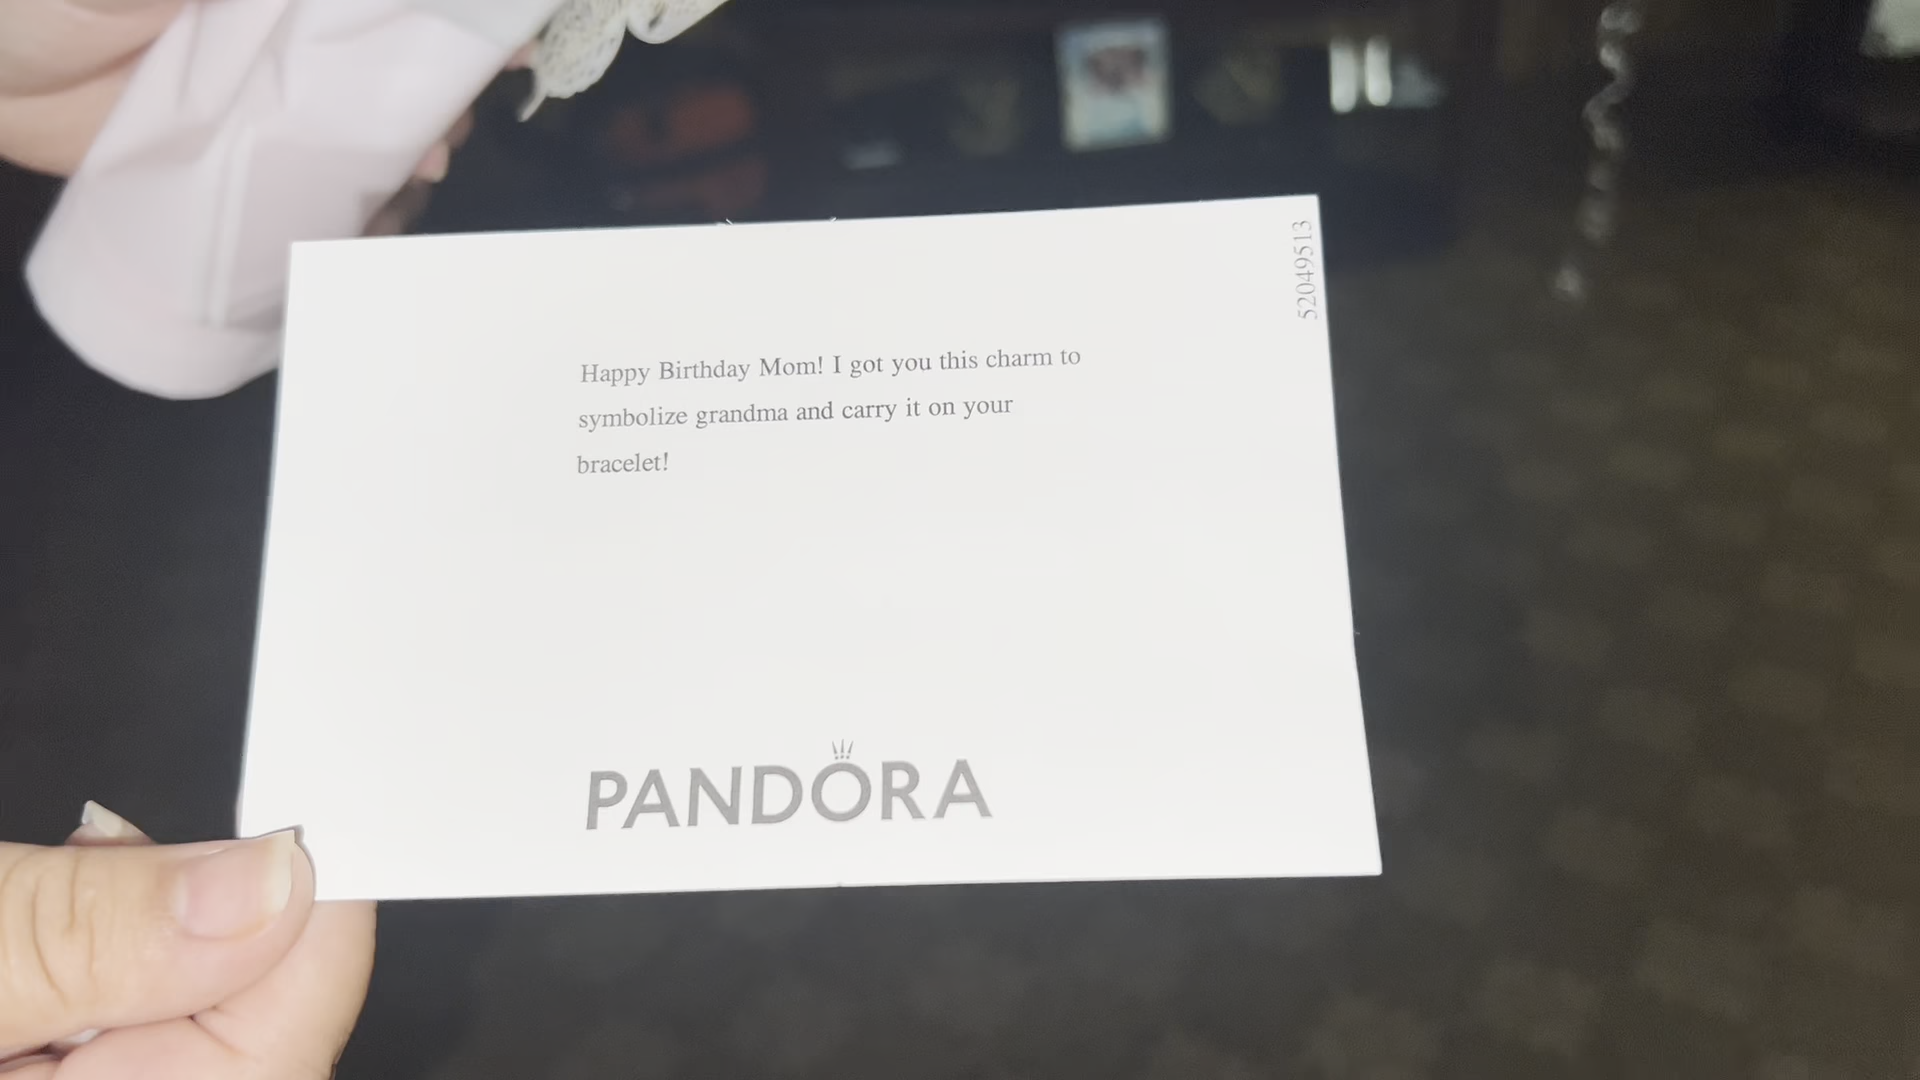 52049513
Happy Birthday Mom! I got you this charm to
symbolize grandma and carry it on your
bracelet!
PANDORA